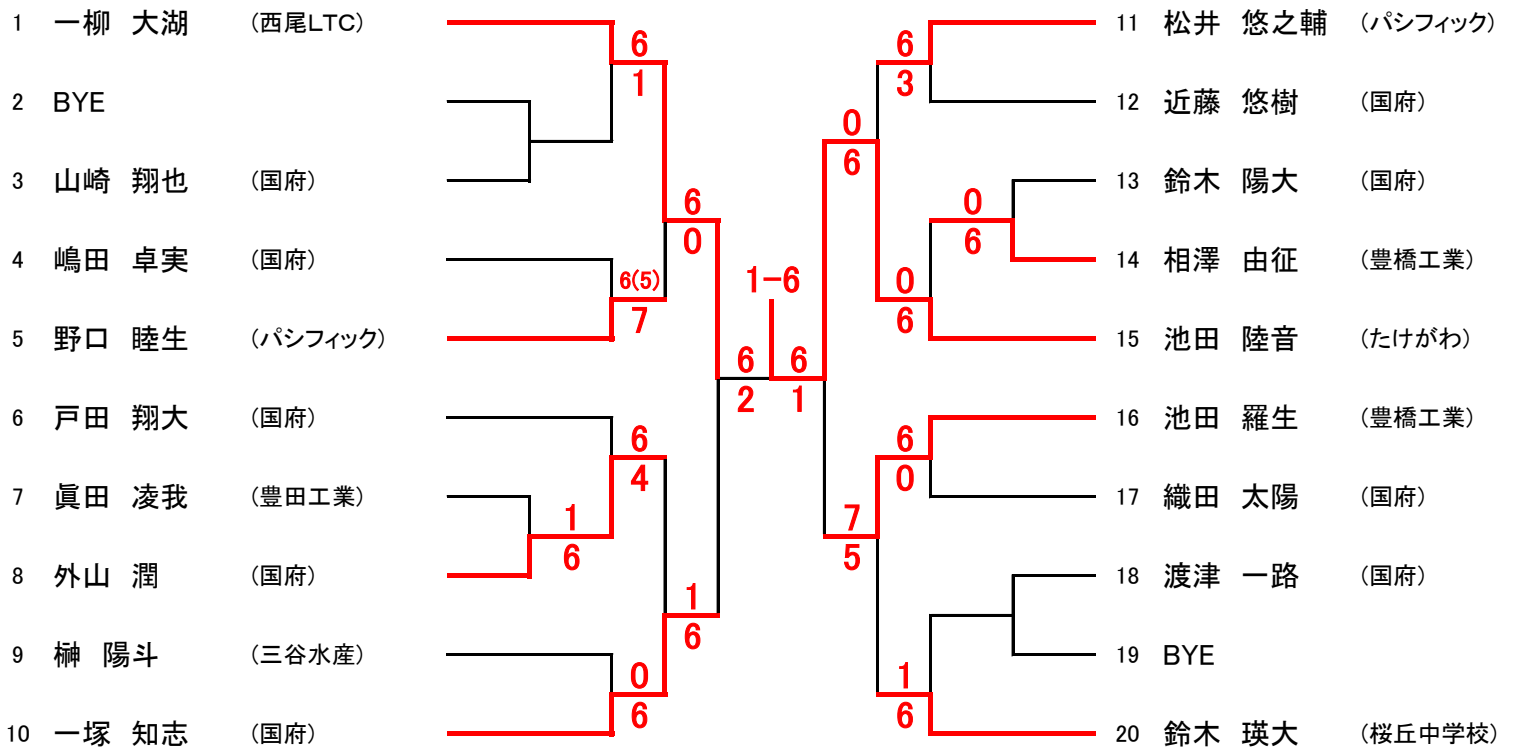 1 一柳 大湖 (西尾LTC)
2 BYE
3 山崎 翔也 (国府)
4 嶋田 卓実 (国府)
5 野口 睦生 (パシフィック)
6 戸田 翔大 (国府)
7 眞田 凌我 (豊田工業)
8 外山 潤 (国府)
9 榊 陽斗 (三谷水産)
10 一塚 知志 (国府)
6
1
6(5)
7
1
6
6
4
0
6
6
0
1
6
6
2
1-6
6
1
0
6
7
5
6
3
0
6
0
6
6
0
1
6
11 松井 悠之輔 (パシフィック)
12 近藤 悠樹 (国府)
13 鈴木 陽大 (国府)
14 相澤 由征 (豊橋工業)
15 池田 陸音 (たけがわ)
16 池田 羅生 (豊橋工業)
17 織田 太陽 (国府)
18 渡津 一路 (国府)
19 BYE
20 鈴木 瑛大 (桜丘中学校)